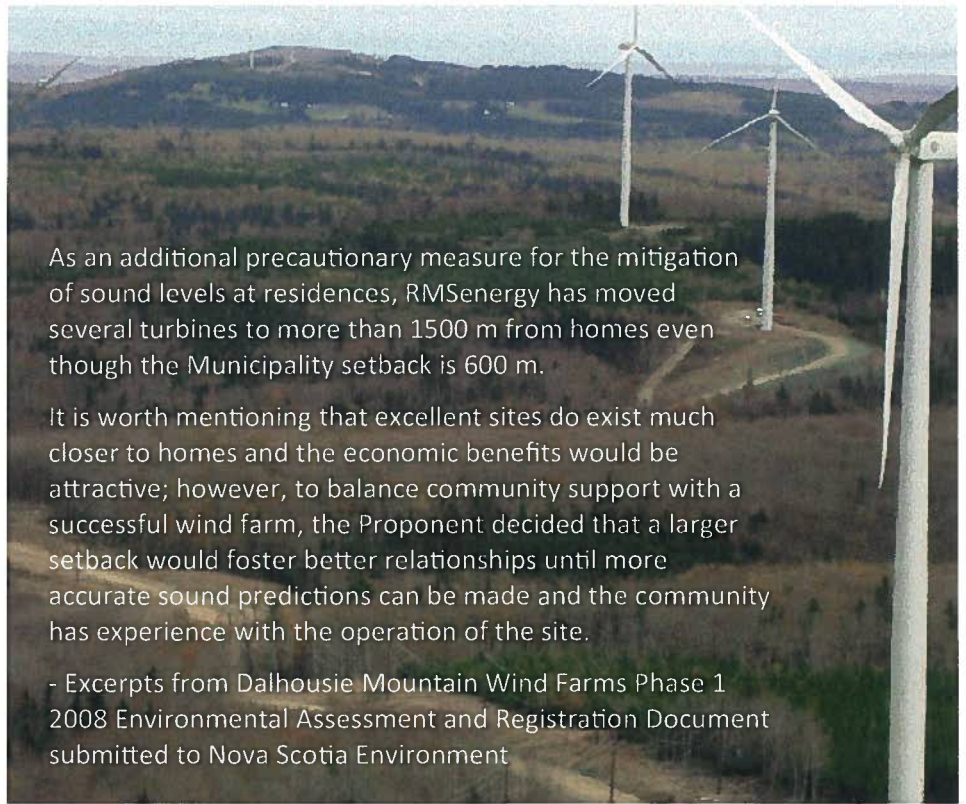 As an additional precautionary measure for the mitigation
of sound levels at residences, RMSenergy has moved
several turbines to more than 1500 m from homes even
though the Municipality setback is 600 m.
It is worth mentioning that excellent sites do exist much
closer to homes and the economic benefits would be
attractive; however, to balance community support with a
successful wind farm, the Proponent decided that a larger
setback would foster better relationships until more
accurate sound predictions can be made and the community
has experience with the operation of the site.
- Excerpts from Dalhousie Mountain Wind Farms Phase 1
2008 Environmental Assessment and Registration Document
submitted to Nova Scotia Environment